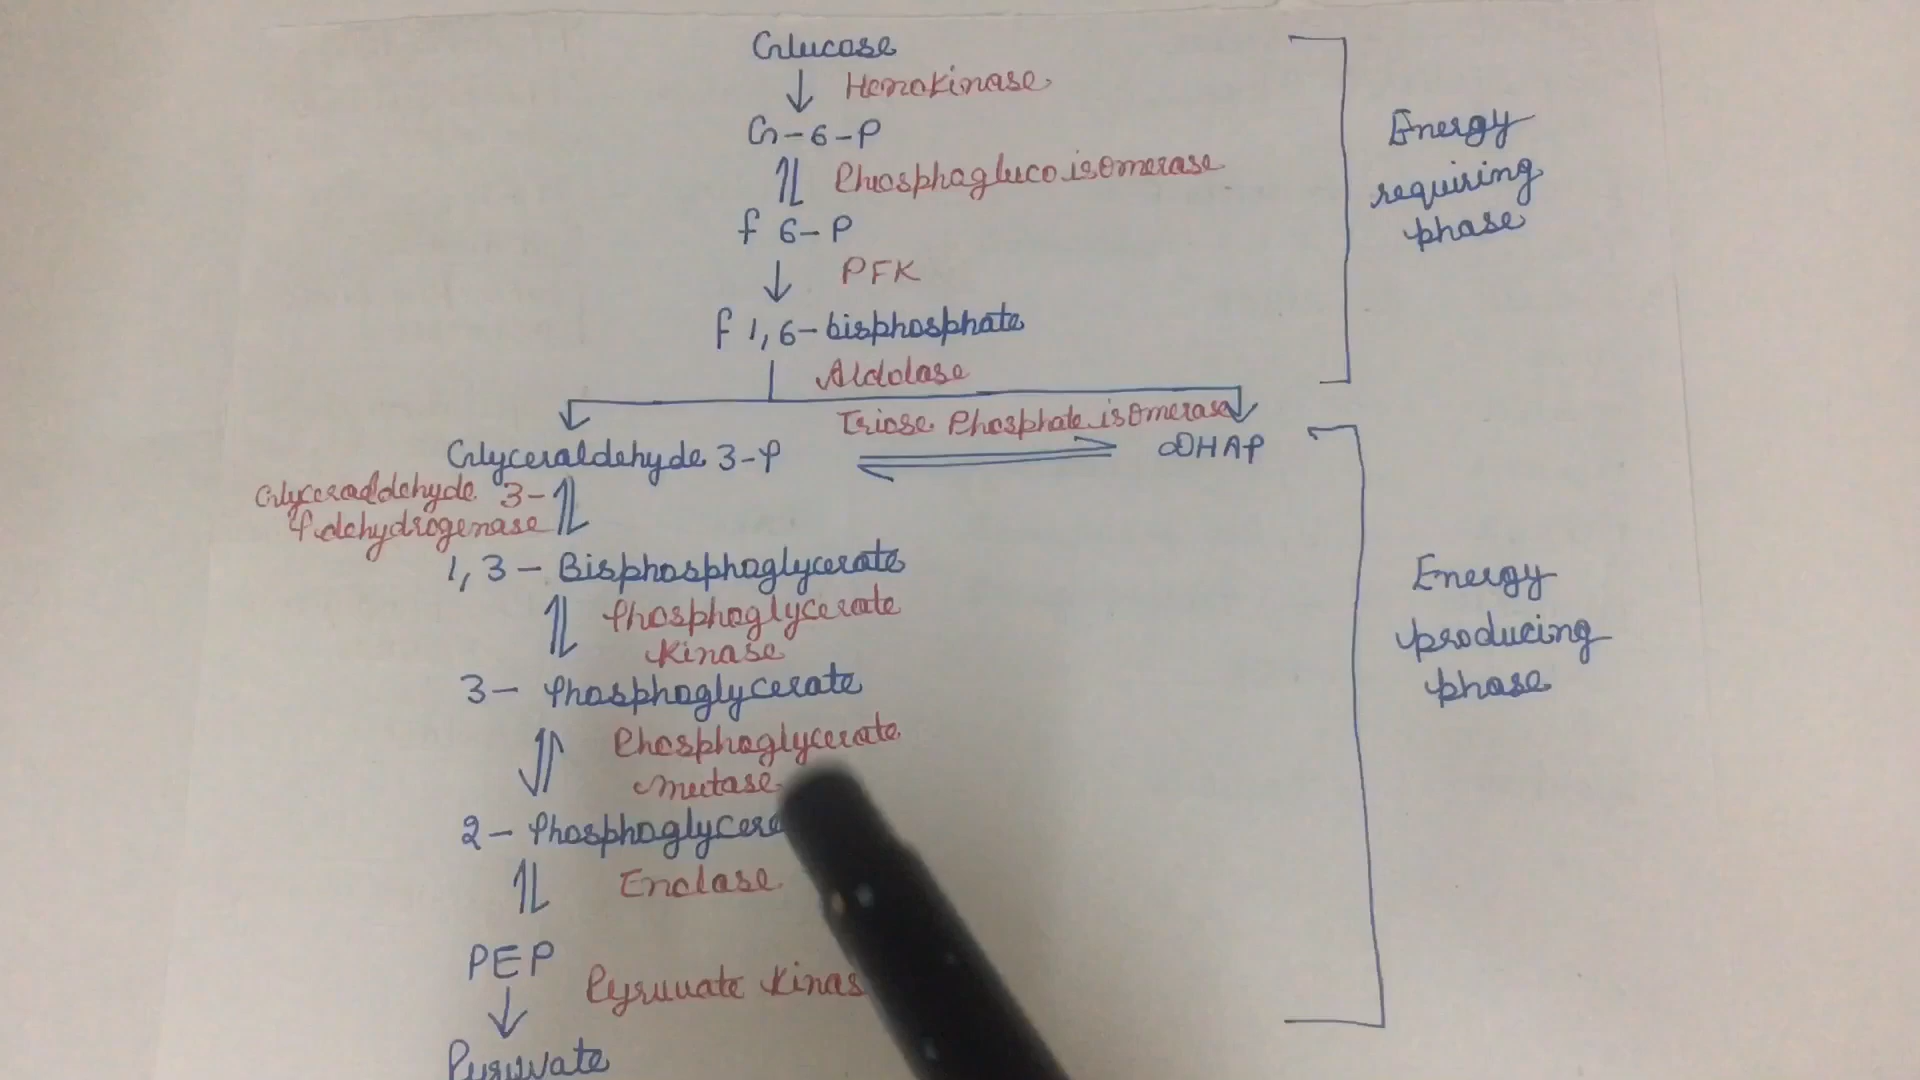 Glucose
Hexokinase
G-6-P
Phosphoglucoisomerase
f 6-P
PFK
f 1,6-bisphosphate
Aldolase
Triose Phosphate isomerase
Glyceraldehyde 3-P
DHAP
Glyceraldehyde 3-
P. dehydrogenase
1,3-Bisphosphoglycerate
Phosphoglycerate
Kinase
3-Phosphoglycerate
Phosphoglycerate
mutase
2-
Enolase
PEP
Pyruvate
Pyruvate
Energy
requiring
phase
Energy
producing
phase